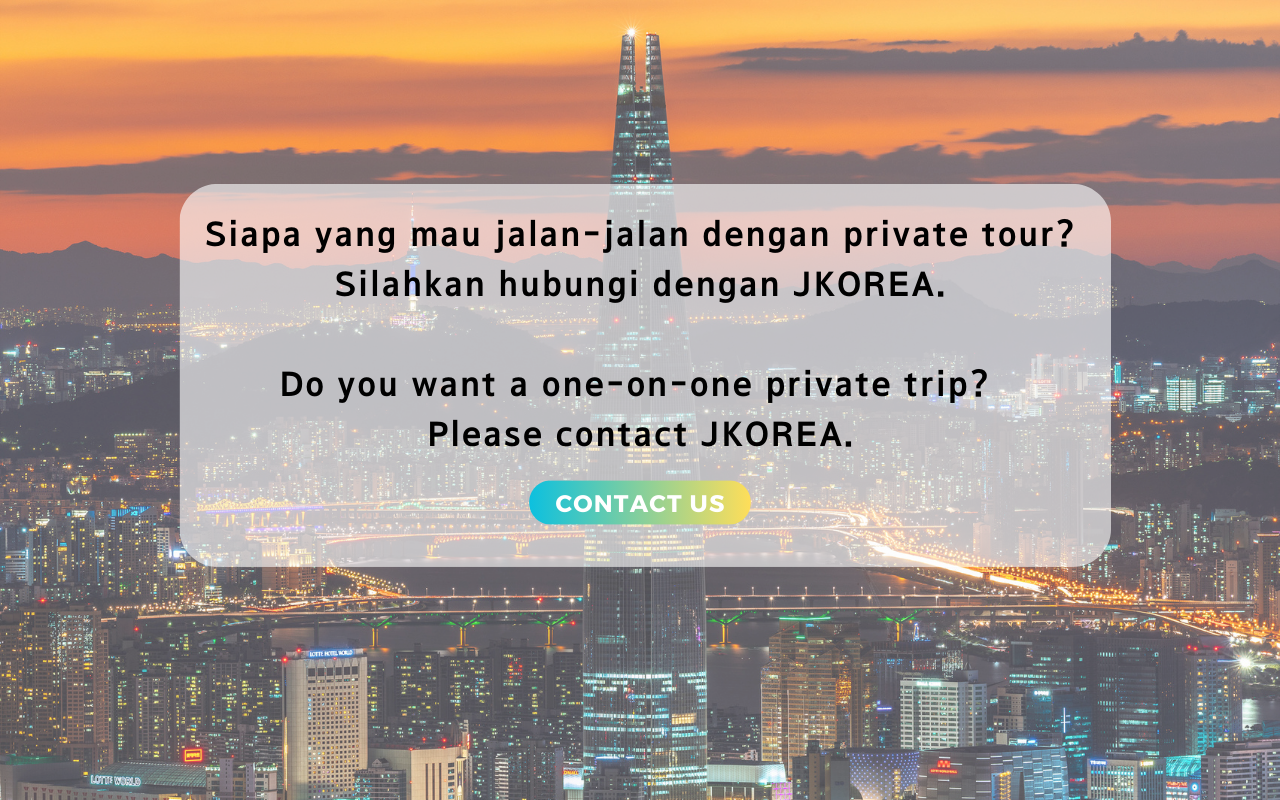 Siapa yang mau jalan-jalan dengan private tour?
Silahkan hubungi dengan JKOREA.
Do you want a one-on-one private trip?
Please contact JKOREA.
CONTACT US
LOTTE HOTEL WORLD
LOTTE WORLD